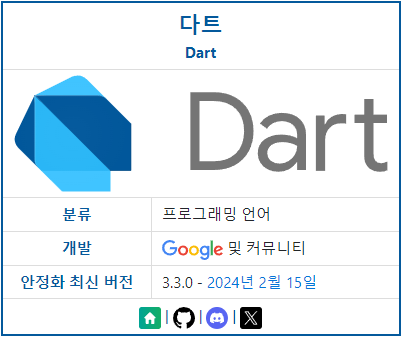 다트
Dart
Dart
분류 프로그래밍 언어
개발 Google 및 커뮤니티
안정화 최신 버전 3.3.0 - 2024년 2월 15일
| | |